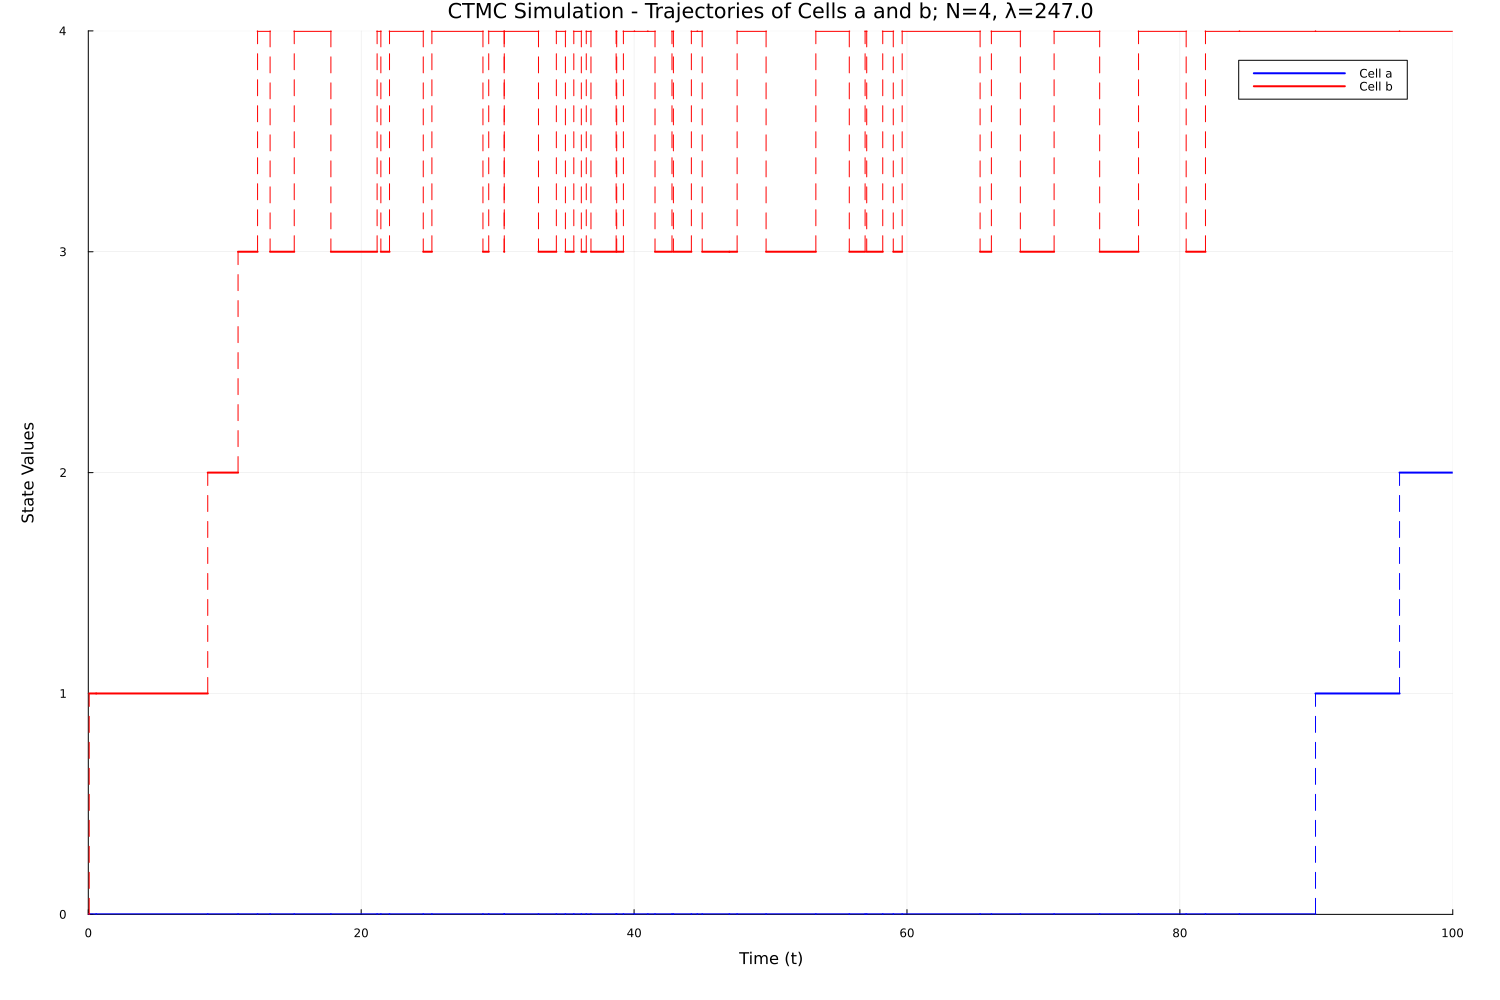 CTMC Simulation - Trajectories of Cells a and b; N=4, λ=247.0
4
Cell a
Cell b
3
State Values
2
1
0
0 20 40 60 80 100
Time (t)